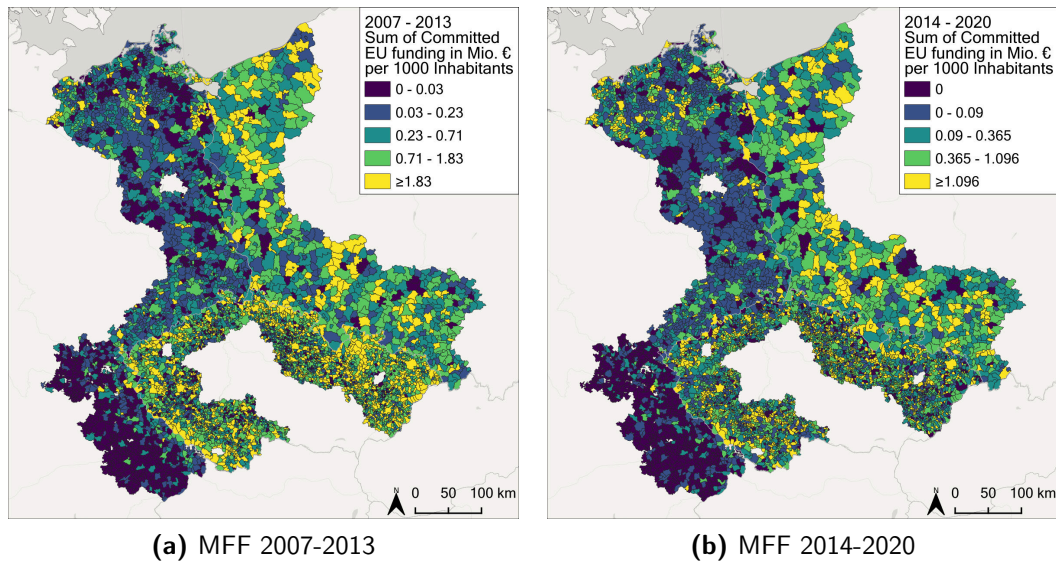 2007 - 2013
Sum of Committed
EU funding in Mio. €
per 1000 Inhabitants
0 - 0.03
0.03 - 0.23
0.23 - 0.71
0.71 - 1.83
≥1.83
N
0 50 100 km
(a) MFF 2007-2013
2014 - 2020
Sum of Committed
EU funding in Mio. €
per 1000 Inhabitants
0
0 - 0.09
0.09 - 0.365
0.365 - 1.096
≥1.096
N
0 50 100 km
(b) MFF 2014-2020